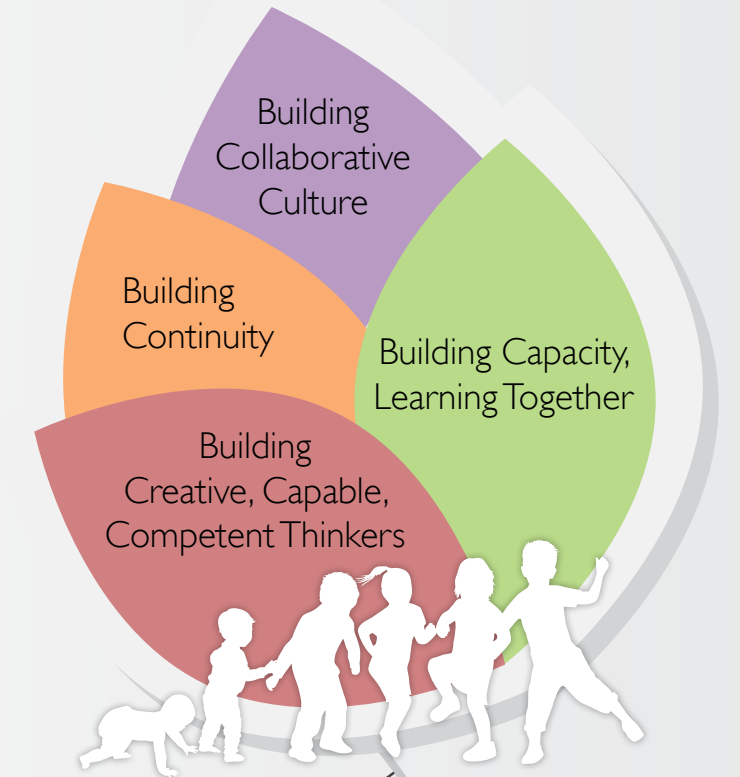 Building
Collaborative
Culture
Building
Continuity
Building Capacity,
Learning Together
Building
Creative, Capable,
Competent Thinkers